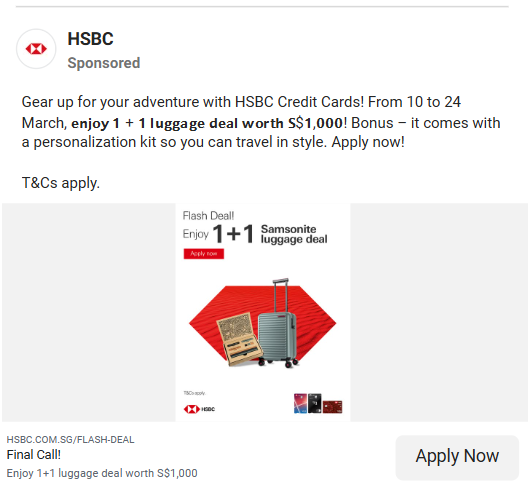 HSBC
Sponsored
Gear up for your adventure with HSBC Credit Cards! From 10 to 24
March, enjoy 1 + 1 luggage deal worth S$1,000! Bonus – it comes with
a personalization kit so you can travel in style. Apply now!
T&Cs apply.
Flash Deal!
Enjoy 1+1 Samsonite
luggage deal
Apply now
T&Cs apply.
HSBC
HSBC.COM.SG/FLASH-DEAL
Final Call!
Enjoy 1+1 luggage deal worth S$1,000
Apply Now